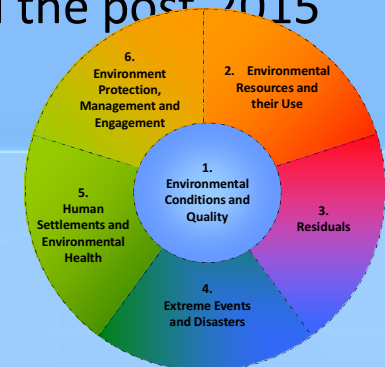 the post 2015
6.
Environment
Protection,
Management and
Engagement
2. Environmental
Resources and
their Use
1.
Environmental
Conditions and
Quality
3.
Residuals
5.
Human
Settlements and
Environmental
Health
4.
Extreme Events
and Disasters